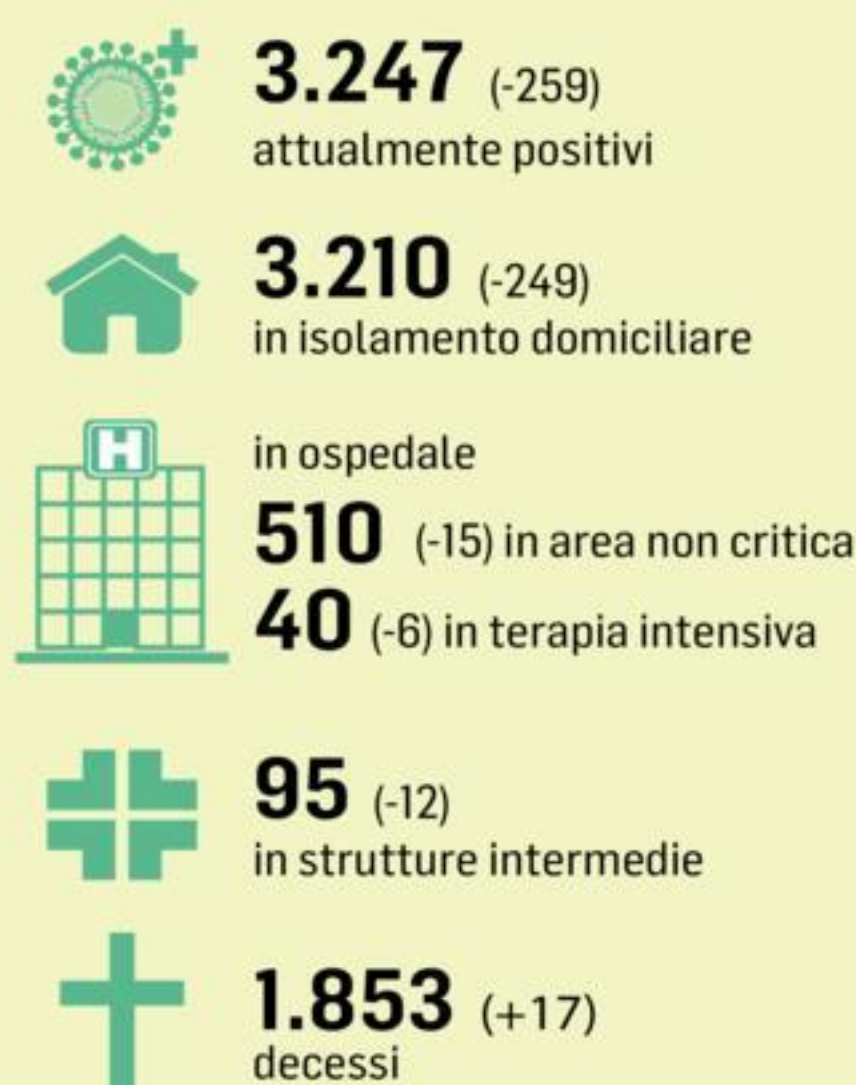 3.247 (-259)
attualmente positivi
3.210 (-249)
in isolamento domiciliare
H
in ospedale
510 (-15) in area non critica
40 (-6) in terapia intensiva
95 (-12)
in strutture intermedie
1.853 (+17)
decessi